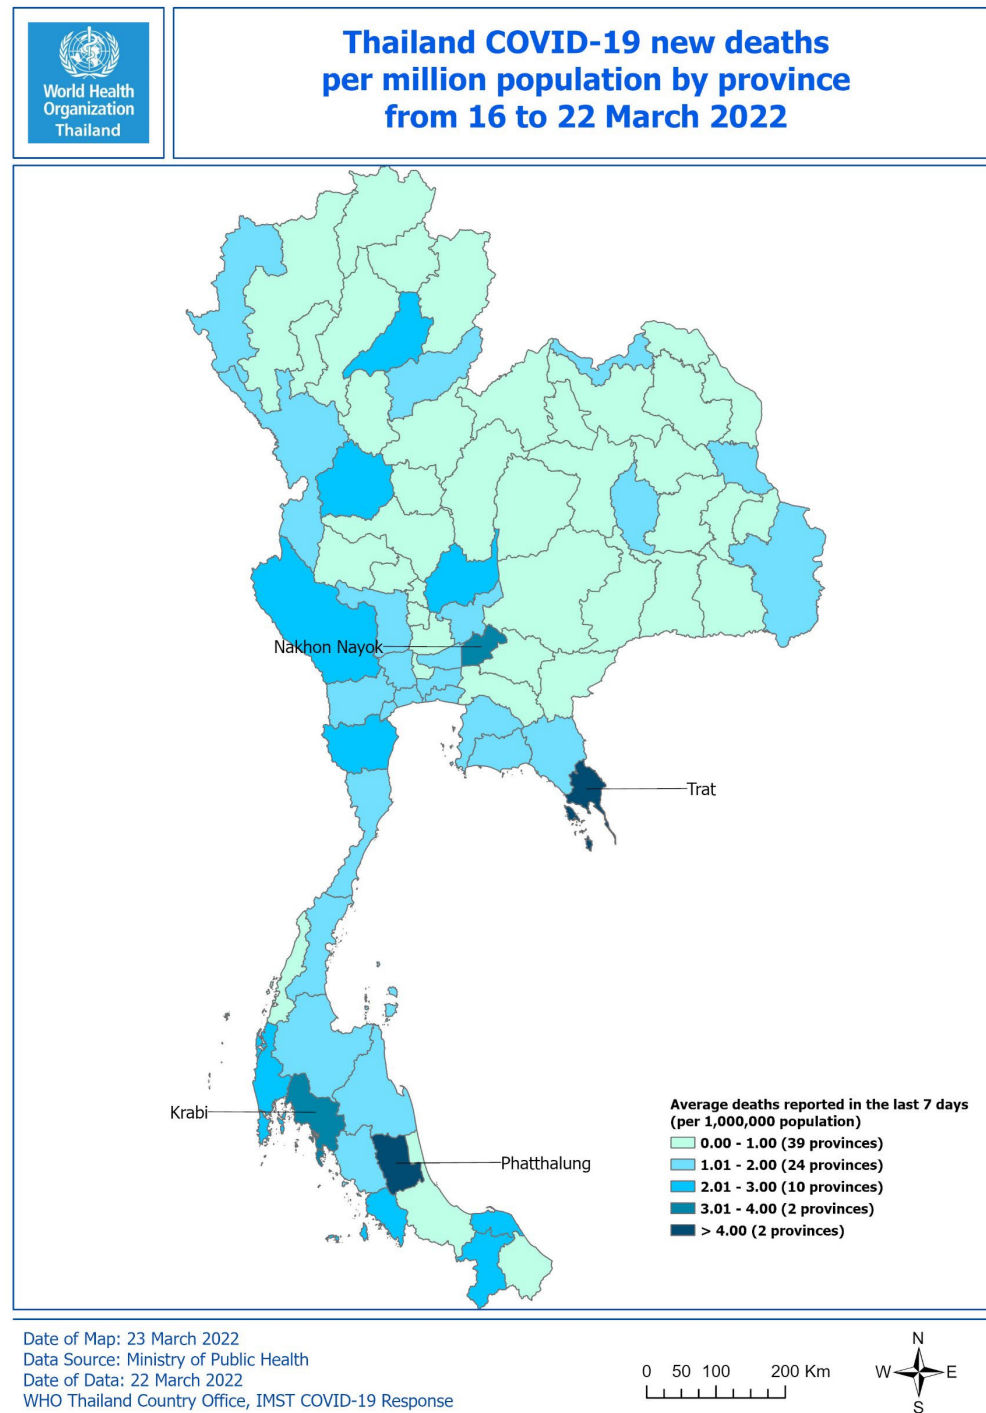 World Health
Organization
Thailand
Thailand COVID-19 new deaths
per million population by province
from 16 to 22 March 2022
Nakhon Nayok
Trat
Krabi
Phatthalung
Average deaths reported in the last 7 days
(per 1,000,000 population)
0.00 - 1.00 (39 provinces)
1.01 - 2.00 (24 provinces)
2.01 - 3.00 (10 provinces)
3.01 - 4.00 (2 provinces)
> 4.00 (2 provinces)
Date of Map: 23 March 2022
Data Source: Ministry of Public Health
Date of Data: 22 March 2022
WHO Thailand Country Office, IMST COVID-19 Response
0 50 100 200 Km
N
W E
S